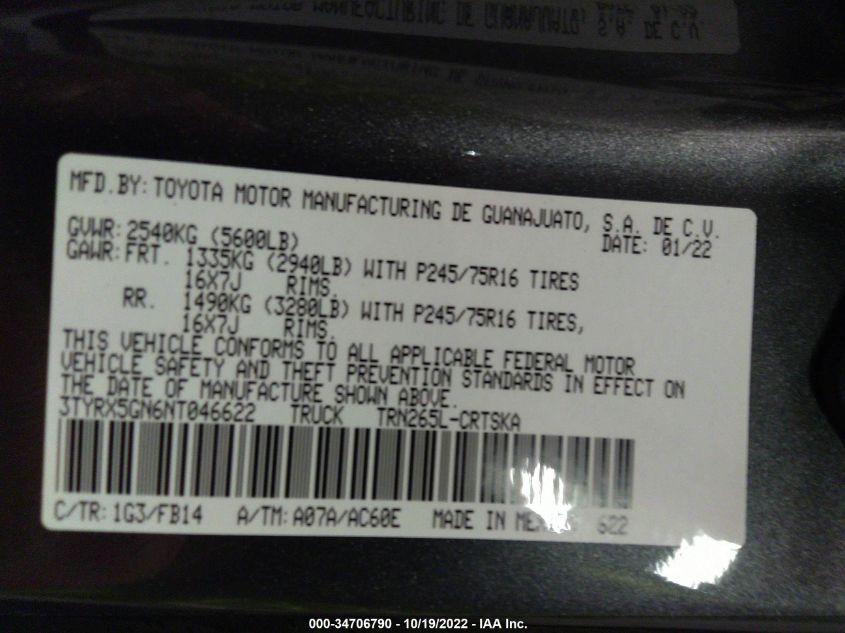 MFD.BY: TOYOTA MOTOR MANUFACTURING DE GUANAJUATO, S.A. DE C.V.
GVWR: 2540KG (5600LB) DATE: 01/22
GAWR: FRT. 1335KG (2940LB) WITH P245/75R16 TIRES
16X7J RIMS,
RR. 1490KG (3280LB) WITH P245/75R16 TIRES,
16X7J RIMS,
THIS VEHICLE CONFORMS TO ALL APPLICABLE FEDERAL MOTOR
VEHICLE SAFETY AND THEFT PREVENTION STANDARDS IN EFFECT ON
THE DATE OF MANUFACTURE SHOWN ABOVE.
3TYRX5GN6NT046622 TRUCK TRN265L-CRTSKA
C/TR: 1G3/FB14 A/TM: A07A/AC60E MADE IN 622
000-34706790 - 10/19/2022 - IAA Inc.